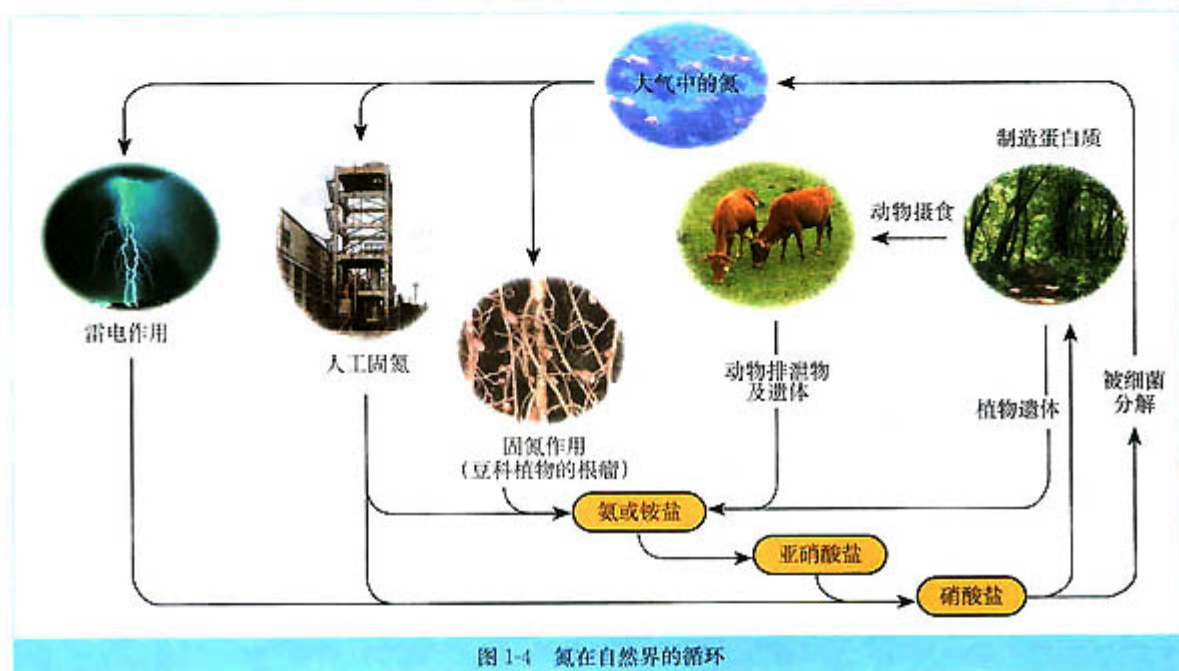 大气中的氮
制造蛋白质
动物摄食
雷电作用
人工固氮
动物排泄物
及遗体
植物遗体
被细菌
分解
固氮作用
(豆科植物的根瘤)
氨或铵盐
亚硝酸盐
硝酸盐
图 1-4 氮在自然界的循环